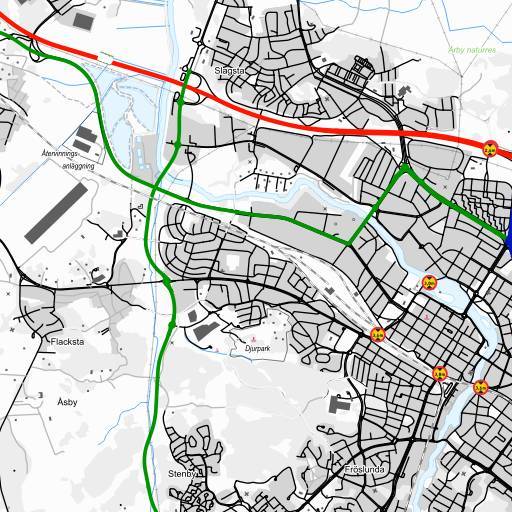 Slagsta
Årby naturres
Återvinnings-
anläggning
Flacksta
Djurpark
Åsby
Stenby
Fröslunda